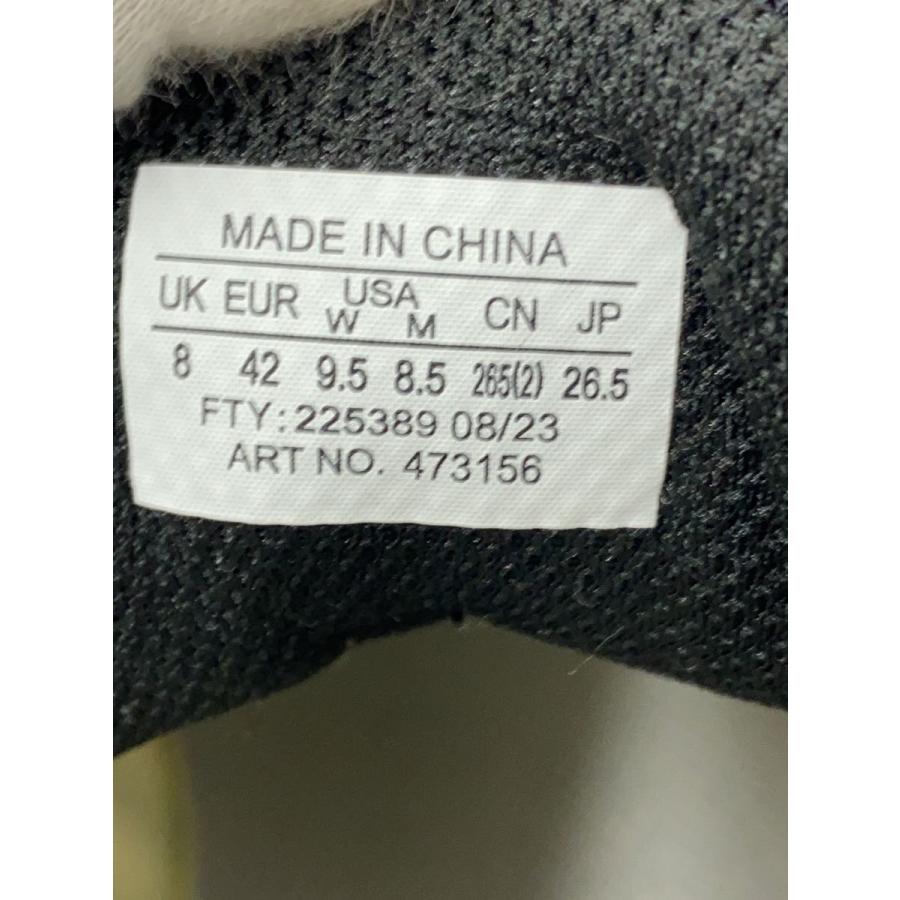 MADE IN CHINA
UK EUR USA W M CN JP
8 42 9.5 8.5 265(2) 26.5
FTY: 225389 08/23
ART NO. 473156